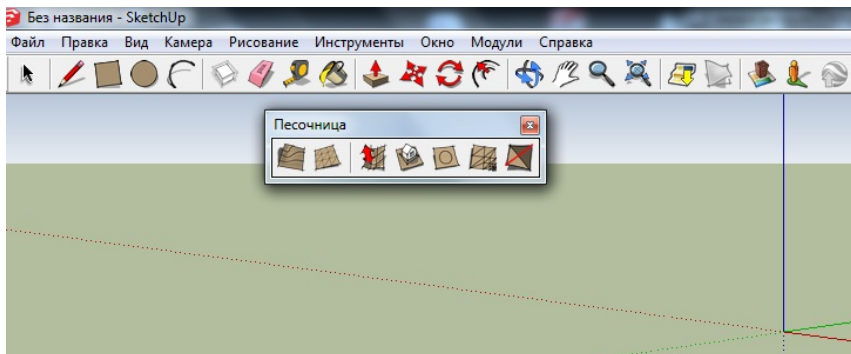 Без названия - SketchUp
Файл Правка Вид Камера Рисование Инструменты Окно Модули Справка
Песочница